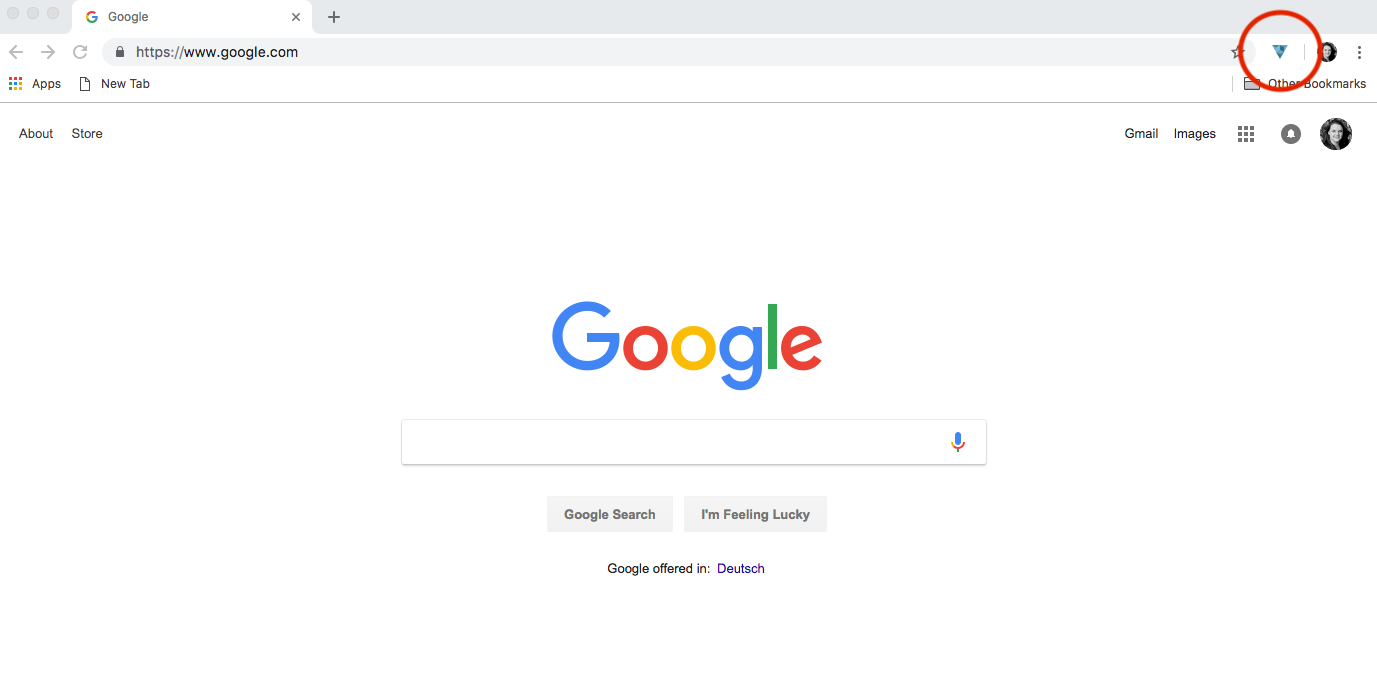 Google
https://www.google.com
Apps New Tab Other Bookmarks
About Store Gmail Images
Google
Google Search I'm Feeling Lucky
Google offered in: Deutsch